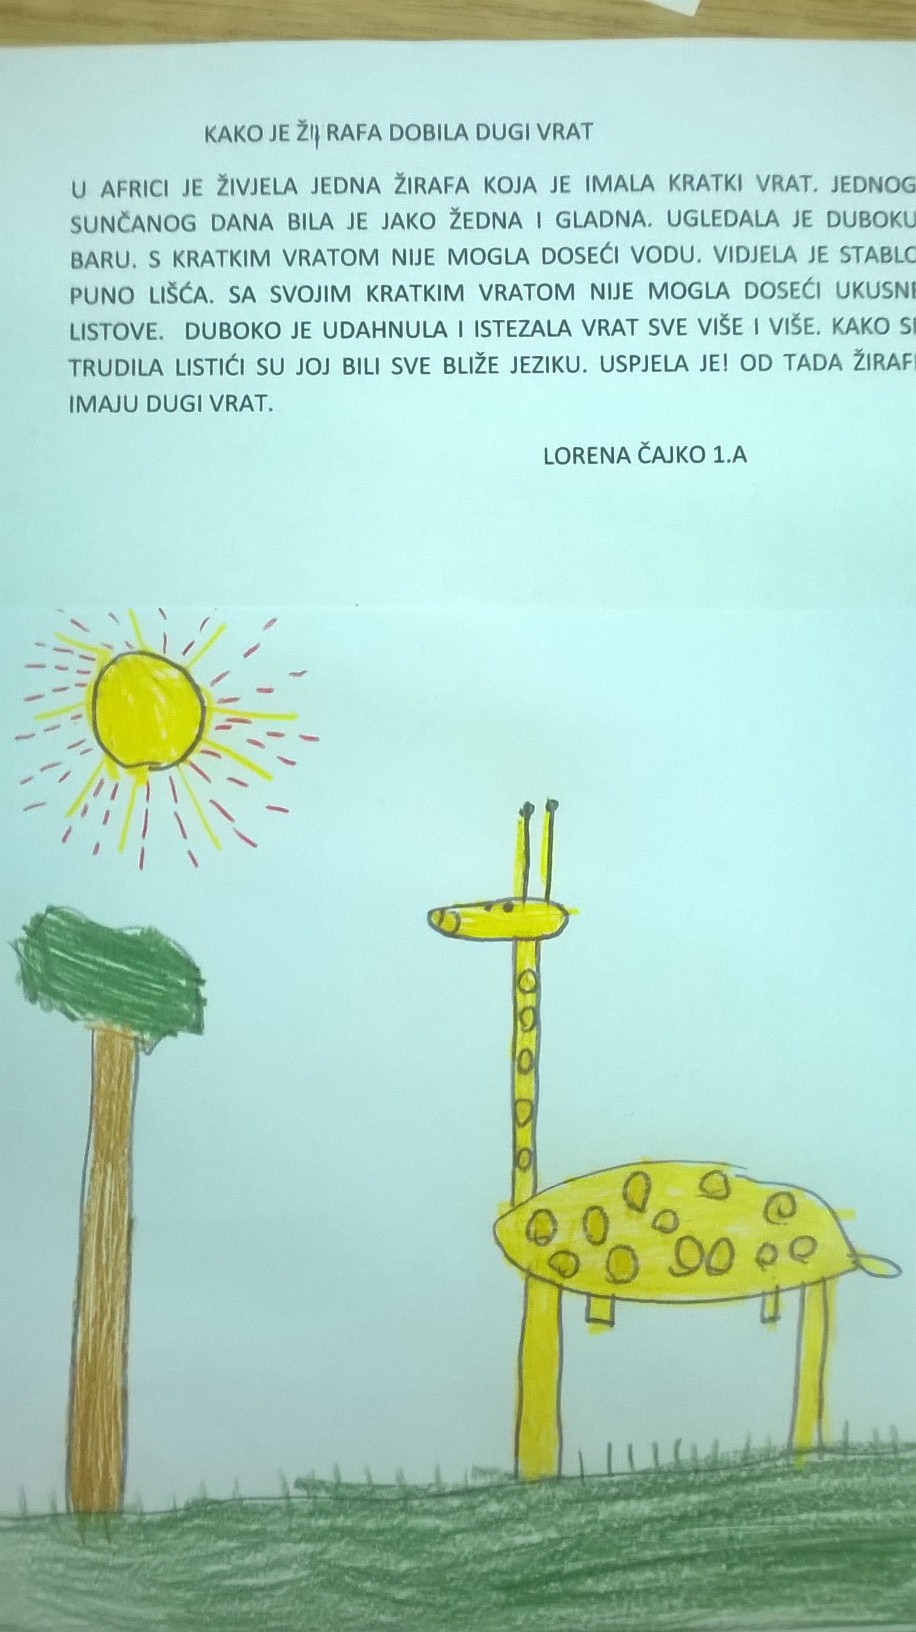 KAKO JE ŽI RAFA DOBILA DUGI VRAT
U AFRICI JE ŽIVJELA JEDNA ŽIRAFA KOJA JE IMALA KRATKI VRAT. JEDNOG
SUNČANOG DANA BILA JE JAKO ŽEDNA I GLADNA. UGLEDALA JE DUBOKU
BARU. S KRATKIM VRATOM NIJE MOGLA DOSEĆI VODU. VIDJELA JE STABLO
PUNO LIŠĆA. SA SVOJIM KRATKIM VRATOM NIJE MOGLA DOSEĆI UKUSNE
LISTOVE. DUBOKO JE UDAHNULA I ISTEZALA VRAT SVE VIŠE I VIŠE. KAKO SE
TRUDILA LISTIĆI SU JOJ BILI SVE BLIŽE JEZIKU. USPJELA JE! OD TADA ŽIRAFE
IMAJU DUGI VRAT.
LORENA ČAJKO 1.A